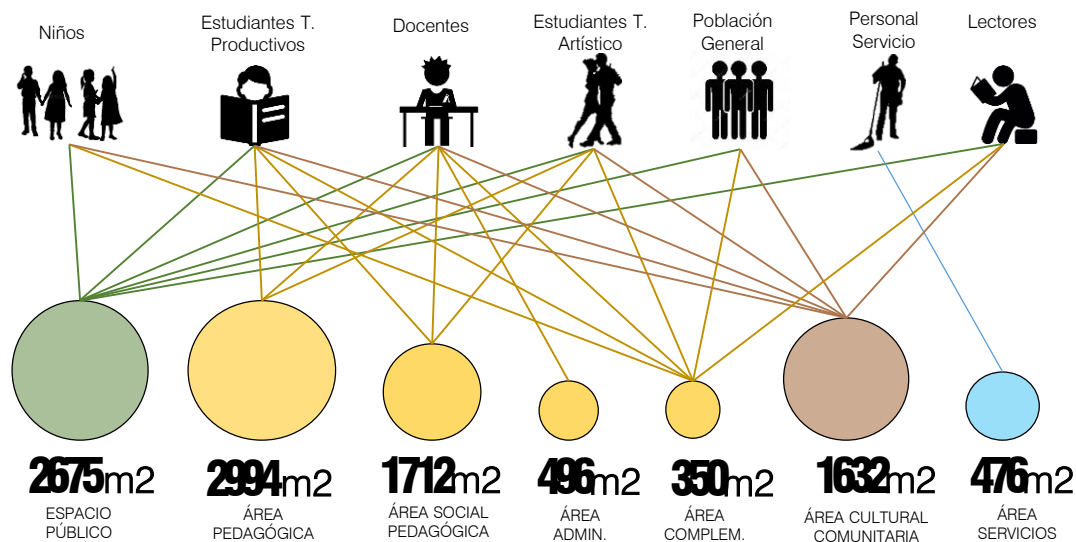 Niños
Estudiantes T.
Productivos
Docentes
Estudiantes T.
Artístico
Población
General
Personal
Servicio
Lectores
2675m2
ESPACIO
PÚBLICO
2994m2
ÁREA
PEDAGÓGICA
1712m2
ÁREA SOCIAL
PEDAGÓGICA
496m2
ÁREA
ADMIN.
350m2
ÁREA
COMPLEM.
1632m2
ÁREA CULTURAL
COMUNITARIA
476m2
ÁREA
SERVICIOS